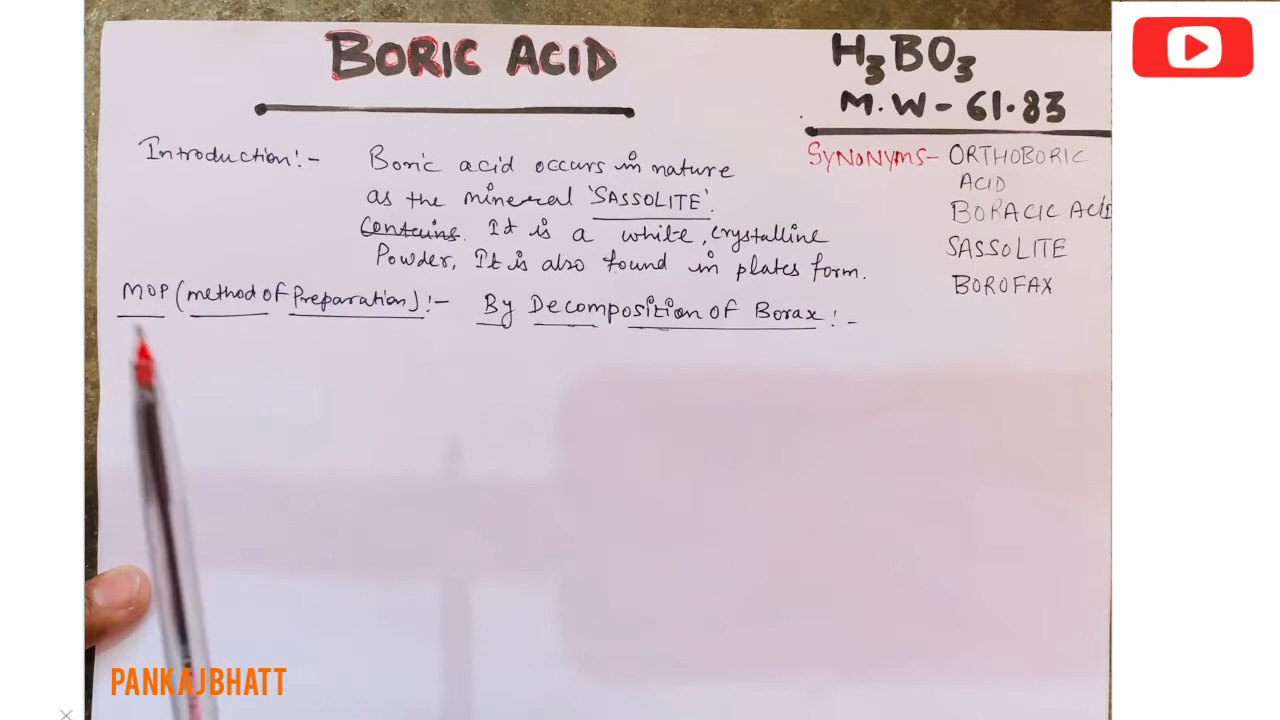 BORIC ACID
H₃BO₃
M.W - 61.83
Introduction:- Boric acid occurs in nature
as the mineral 'SASSOLITE'.
Contains. It is a white, crystalline
Powder, It is also found in plates form.
SYNONYMS- ORTHOBORIC
ACID
BORACIC ACID
SASSOLITE
BOROFAX
MOP (method of Preparation) :- By Decomposition of Borax :-
PANKAJBHATT